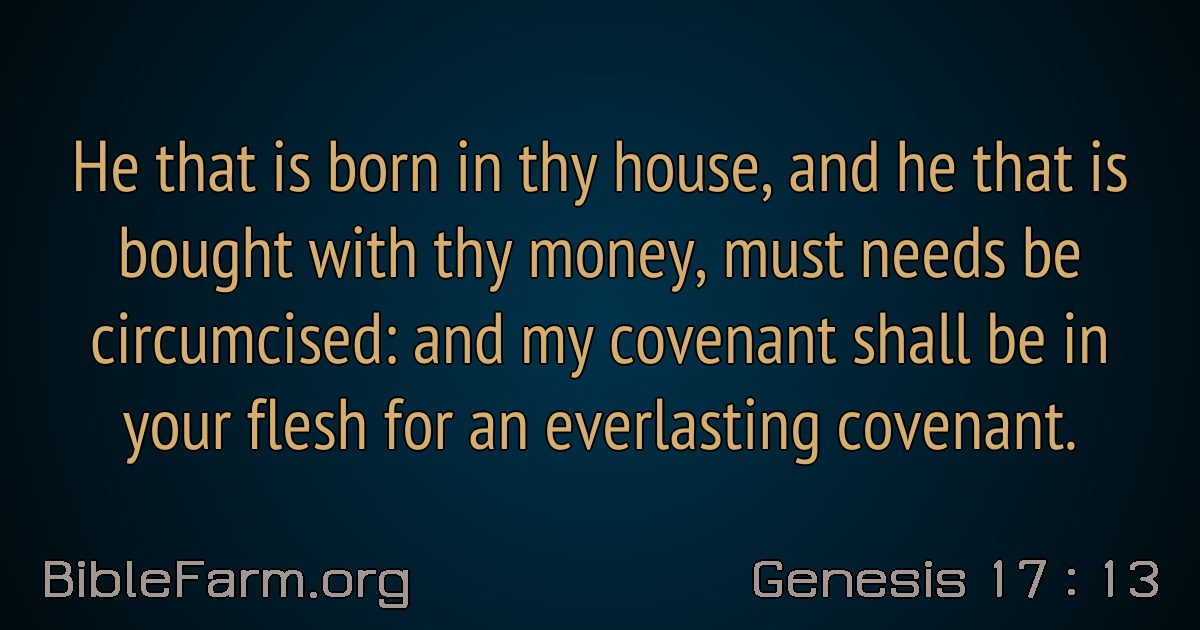 He that is born in thy house, and he that is
bought with thy money, must needs be
circumcised: and my covenant shall be in
your flesh for an everlasting covenant.
BibleFarm.org
Genesis 17 : 13